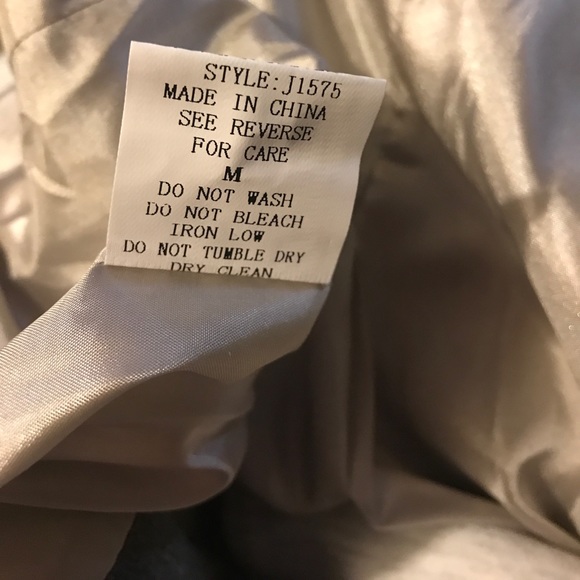 STYLE:J1575
MADE IN CHINA
SEE REVERSE
FOR CARE
M
DO NOT WASH
DO NOT BLEACH
IRON LOW
DO NOT TUMBLE DRY
DRY CLEAN